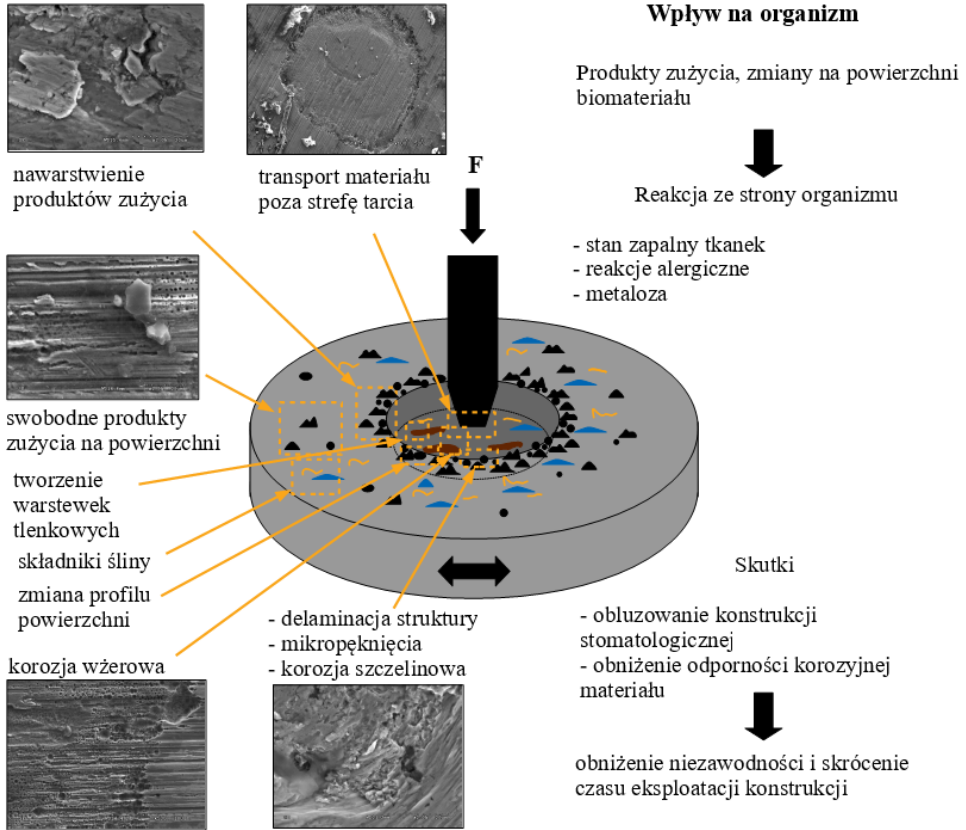 Wpływ na organizm
Produkty zużycia, zmiany na powierzchni
biomateriału
Reakcja ze strony organizmu
- stan zapalny tkanek
- reakcje alergiczne
- metaloza
nawarstwienie
produktów zużycia
transport materiału
poza strefę tarcia
F
swobodne produkty
zużycia na powierzchni
tworzenie
warstewek
tlenkowych
składniki śliny
zmiana profilu
powierzchni
korozja wżerowa
- delaminacja struktury
- mikropęknięcia
- korozja szczelinowa
Skutki
- obluzowanie konstrukcji
stomatologicznej
- obniżenie odporności korozyjnej
materiału
obniżenie niezawodności i skrócenie
czasu eksploatacji konstrukcji